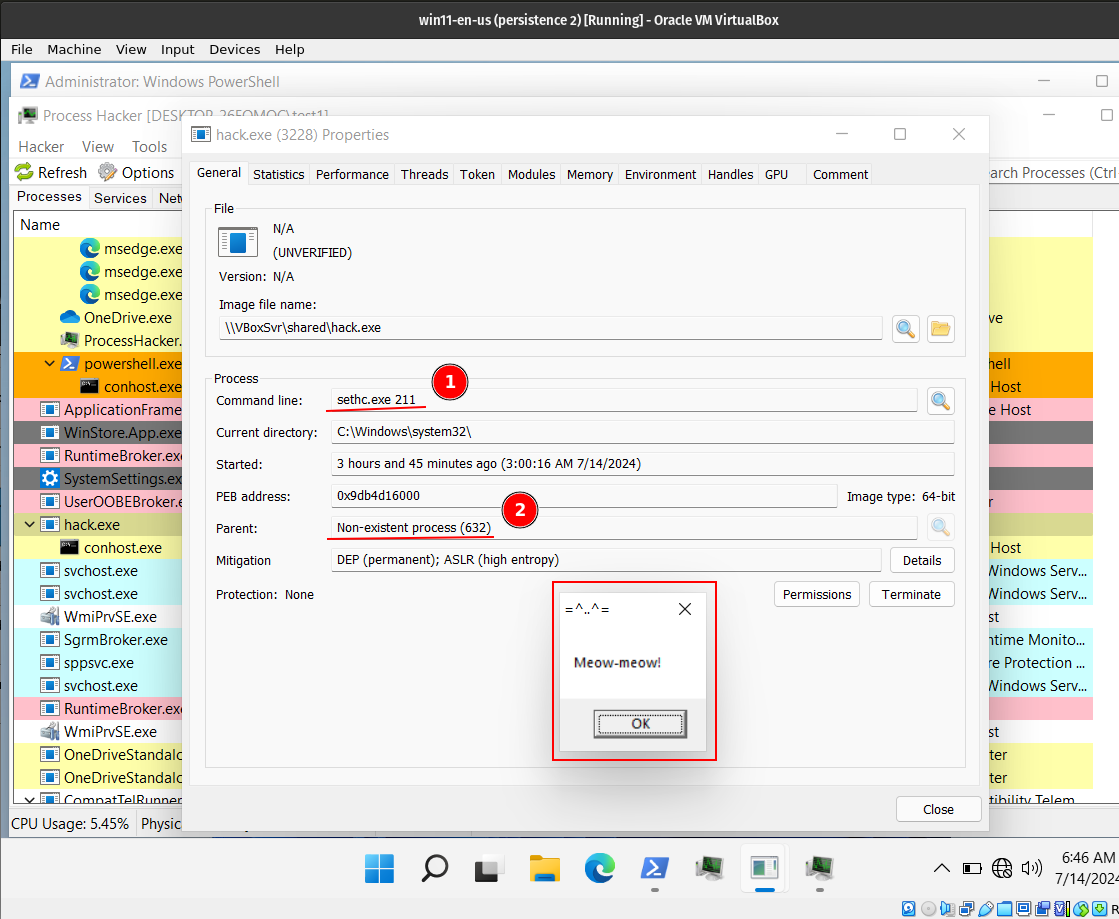 win11-en-us (persistence 2) [Running] - Oracle VM VirtualBox
File Machine View Input Devices Help
Administrator: Windows PowerShell
Process Hacker [DESKTOP-26FOMOC\test1]
hack.exe (3228) Properties
Hacker View Tools
Refresh Options
Processes Services
Name
msedge.exe
msedge.exe
msedge.exe
OneDrive.exe
ProcessHacker.
powershell.exe
conhost.exe
ApplicationFrame
WinStore.App.exe
RuntimeBroker.exe
SystemSettings.ex
UserOOBEBroker.e
hack.exe
conhost.exe
svchost.exe
svchost.exe
WmiPrvSE.exe
SgrmBroker.exe
sppsvc.exe
svchost.exe
RuntimeBroker.exe
WmiPrvSE.exe
OneDriveStandalo
OneDriveStandalo
CompatTelRunner
CPU Usage: 5.45% Physic
General Statistics Performance Threads Token Modules Memory Environment Handles GPU Comment
File
N/A
(UNVERIFIED)
Version: N/A
Image file name:
\\VBoxSvr\shared\hack.exe
Process
1
Command line: sethc.exe 211
Current directory: C:\Windows\system32\
Started: 3 hours and 45 minutes ago (3:00:16 AM 7/14/2024)
PEB address: 0x9db4d16000 Image type: 64-bit
2
Parent: Non-existent process (632)
Mitigation DEP (permanent); ASLR (high entropy) Details
Protection: None Permissions Terminate
=^..^=
Meow-meow!
OK
Close
earch Processes (Ctrl
ve
hell
Host
e Host
r
Host
Windows Serv...
Windows Serv...
st
ntime Monito...
re Protection ...
Windows Serv...
st
ter
ter
tibility Telem
6:46 AM
7/14/2024